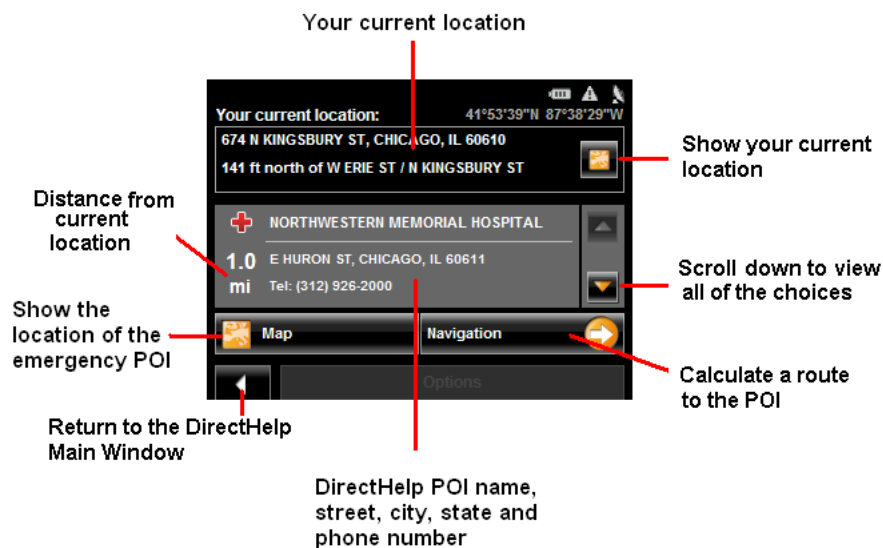 Your current location
Your current location:
41°53'39"N 87°38'29"W
674 N KINGSBURY ST, CHICAGO, IL 60610
141 ft north of W ERIE ST / N KINGSBURY ST
Show your current
location
Distance from
current
location
NORTHWESTERN MEMORIAL HOSPITAL
1.0
mi
E HURON ST, CHICAGO, IL 60611
Tel: (312) 926-2000
Scroll down to view
all of the choices
Show the
location of the
emergency POI
Map
Navigation
Calculate a route
to the POI
Options
Return to the DirectHelp
Main Window
DirectHelp POI name,
street, city, state and
phone number